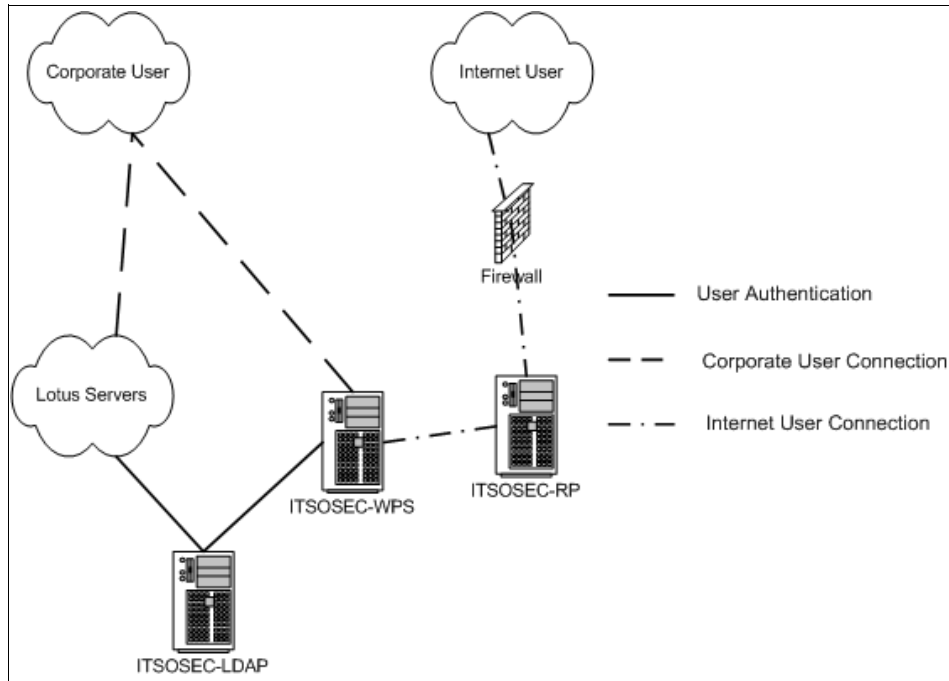 Corporate User
Internet User
Firewall
User Authentication
Corporate User Connection
Lotus Servers
Internet User Connection
ITSOSEC-WPS
ITSOSEC-RP
ITSOSEC-LDAP